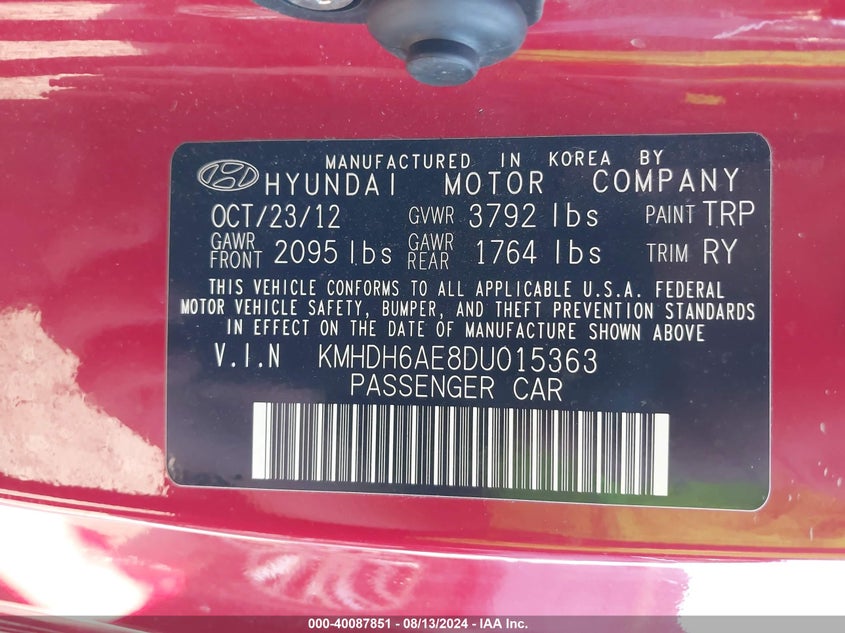 MANUFACTURED IN KOREA BY
HYUNDAI MOTOR COMPANY
OCT/23/12 GVWR 3792 lbs PAINT TRP
GAWR FRONT 2095 lbs GAWR REAR 1764 lbs TRIM RY
THIS VEHICLE CONFORMS TO ALL APPLICABLE U.S.A. FEDERAL
MOTOR VEHICLE SAFETY, BUMPER, AND THEFT PREVENTION STANDARDS
IN EFFECT ON THE DATE OF MANUFACTURE SHOWN ABOVE
V.I.N KMHDH6AE8DU015363
PASSENGER CAR
000-40087851 - 08/13/2024 - IAA Inc.